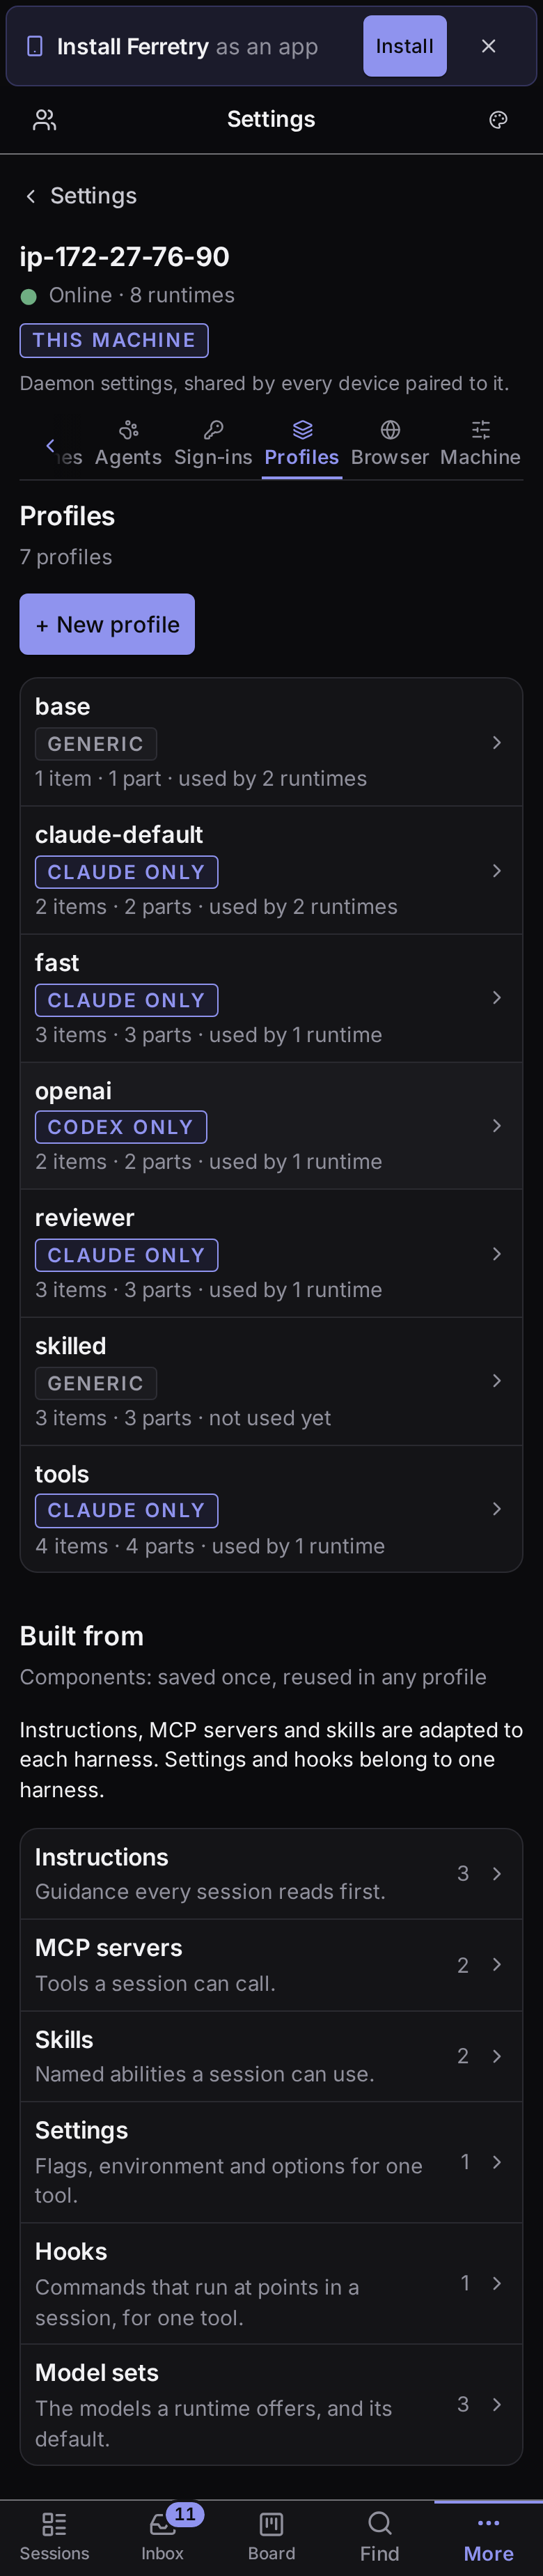 Install Ferretry as an app
Install
Settings
Settings
ip-172-27-76-90
Online · 8 runtimes
THIS MACHINE
Daemon settings, shared by every device paired to it.
Agents
Sign-ins
Profiles
Browser
Machine
Profiles
7 profiles
+ New profile
base
GENERIC
1 item · 1 part · used by 2 runtimes
claude-default
CLAUDE ONLY
2 items · 2 parts · used by 2 runtimes
fast
CLAUDE ONLY
3 items · 3 parts · used by 1 runtime
openai
CODEX ONLY
2 items · 2 parts · used by 1 runtime
reviewer
CLAUDE ONLY
3 items · 3 parts · used by 1 runtime
skilled
GENERIC
3 items · 3 parts · not used yet
tools
CLAUDE ONLY
4 items · 4 parts · used by 1 runtime
Built from
Components: saved once, reused in any profile
Instructions, MCP servers and skills are adapted to
each harness. Settings and hooks belong to one
harness.
Instructions
Guidance every session reads first.
3
MCP servers
Tools a session can call.
2
Skills
Named abilities a session can use.
2
Settings
Flags, environment and options for one
tool.
1
Hooks
Commands that run at points in a
session, for one tool.
1
Model sets
The models a runtime offers, and its
default.
3
Sessions
11
Inbox
Board
Find
More